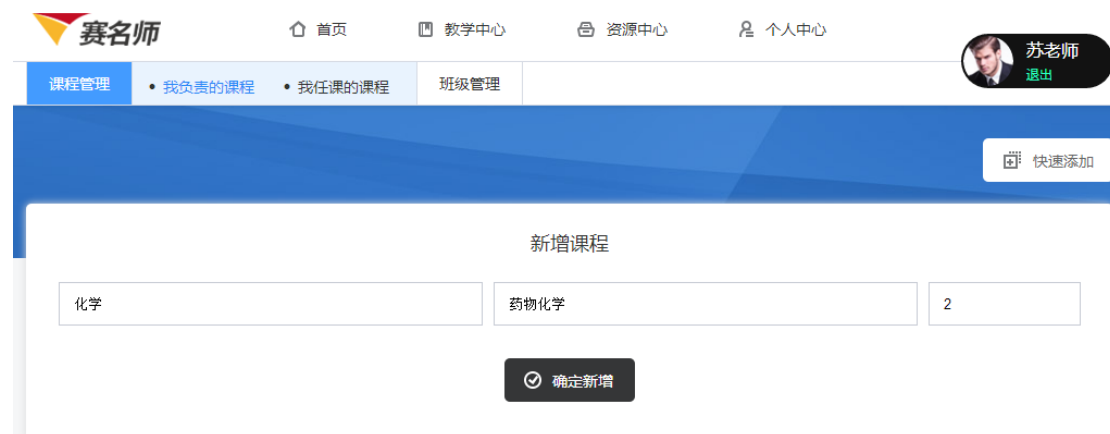 赛名师
首页
教学中心
资源中心
个人中心
苏老师
退出
课程管理
• 我负责的课程
• 我任课的课程
班级管理
快速添加
新增课程
化学
药物化学
2
确定新增